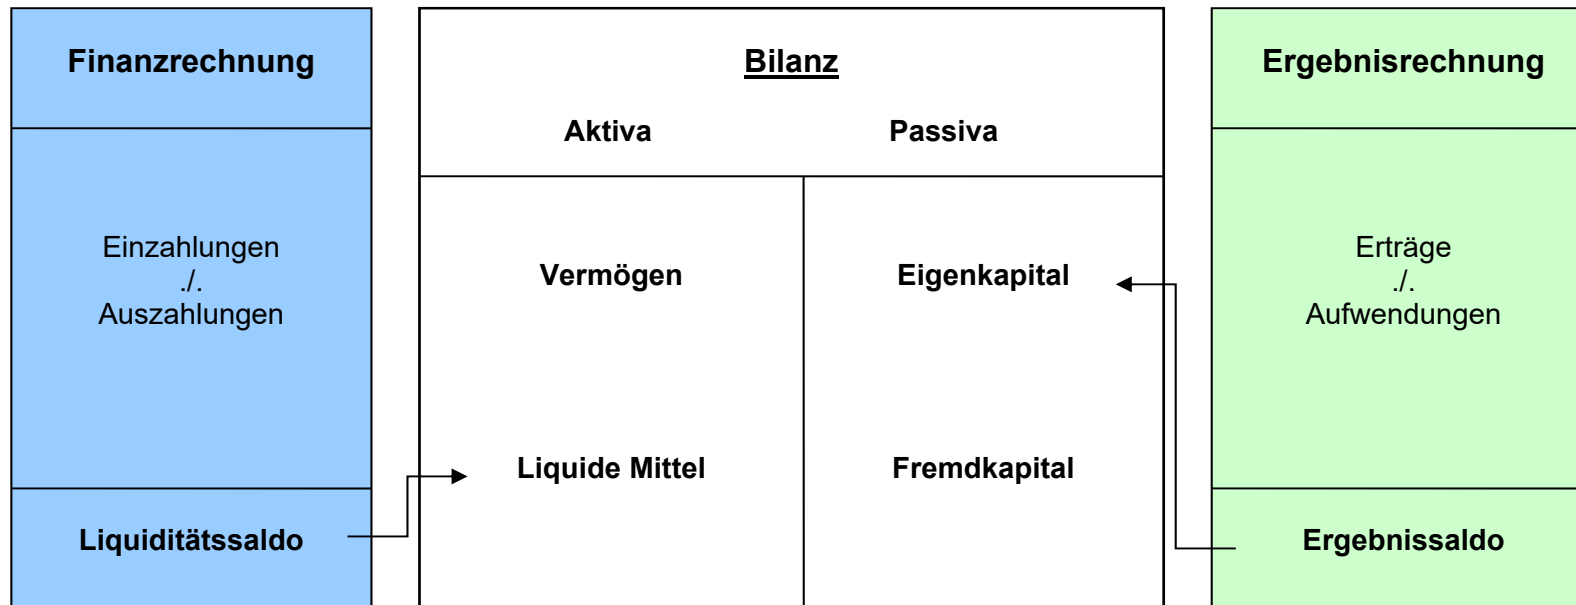 Finanzrechnung
Einzahlungen
./.
Auszahlungen
Liquiditätssaldo
Bilanz
Aktiva Passiva
Vermögen Eigenkapital
Liquide Mittel Fremdkapital
Ergebnisrechnung
Erträge
./.
Aufwendungen
Ergebnissaldo